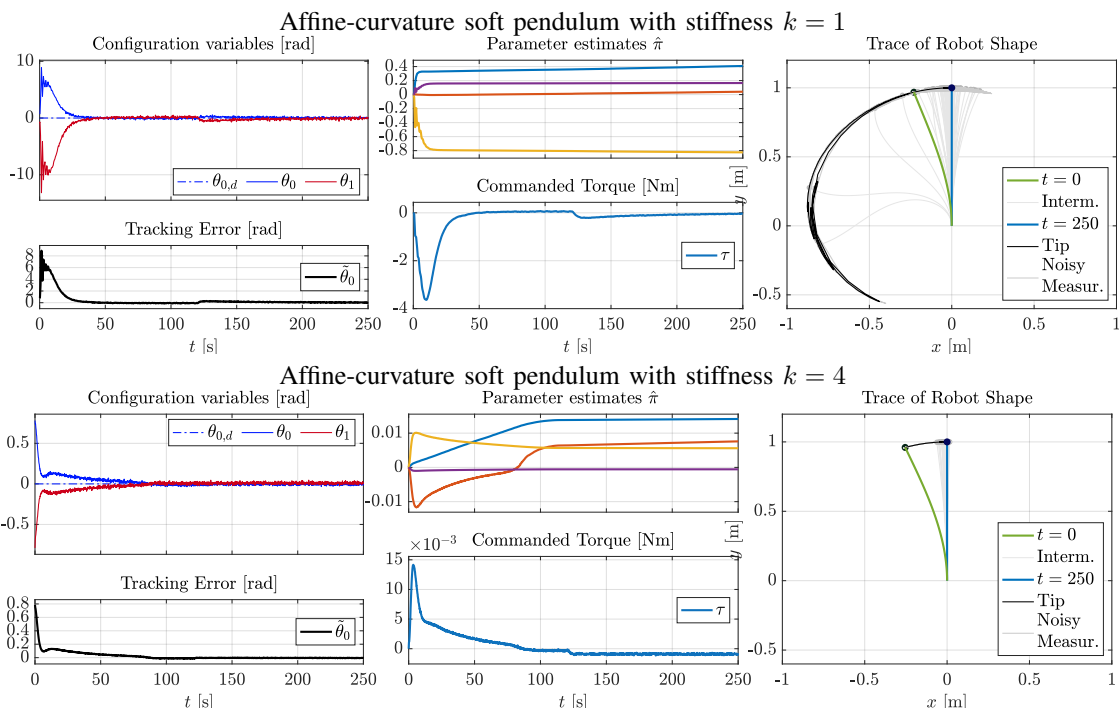 Affine-curvature soft pendulum with stiffness k = 1
Configuration variables [rad]
10
0
-10
θ0,d θ0 θ1
Tracking Error [rad]
8
6
4
2
0
θ̃0
0 50 100 150 200 250
t [s]
Parameter estimates π̂
0.4
0.2
0
-0.2
-0.4
-0.6
-0.8
Commanded Torque [Nm]
0
-2
-4
τ
0 50 100 150 200 250
t [s]
Trace of Robot Shape
y [m]
1
0.5
0
-0.5
t = 0
Interm.
t = 250
Tip
Noisy
Measur.
-1 -0.5 0 0.5 1
x [m]
Affine-curvature soft pendulum with stiffness k = 4
Configuration variables [rad]
0.5
0
-0.5
θ0,d θ0 θ1
Tracking Error [rad]
0.8
0.6
0.4
0.2
0
θ̃0
0 50 100 150 200 250
t [s]
Parameter estimates π̂
0.01
0
-0.01
×10⁻³ Commanded Torque [Nm]
15
10
5
0
τ
0 50 100 150 200 250
t [s]
Trace of Robot Shape
y [m]
1
0.5
0
-0.5
t = 0
Interm.
t = 250
Tip
Noisy
Measur.
-1 -0.5 0 0.5 1
x [m]